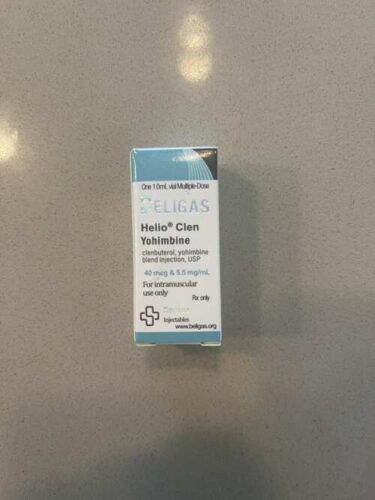 One 10mL vial Multiple-Dose
BELIGAS
Helio® Clen
Yohimbine
clenbuterol, yohimbine
blend injection, USP
40 mcg & 5.5 mg/mL
For intramuscular
use only
Rx only
Injectables
www.beligas.org